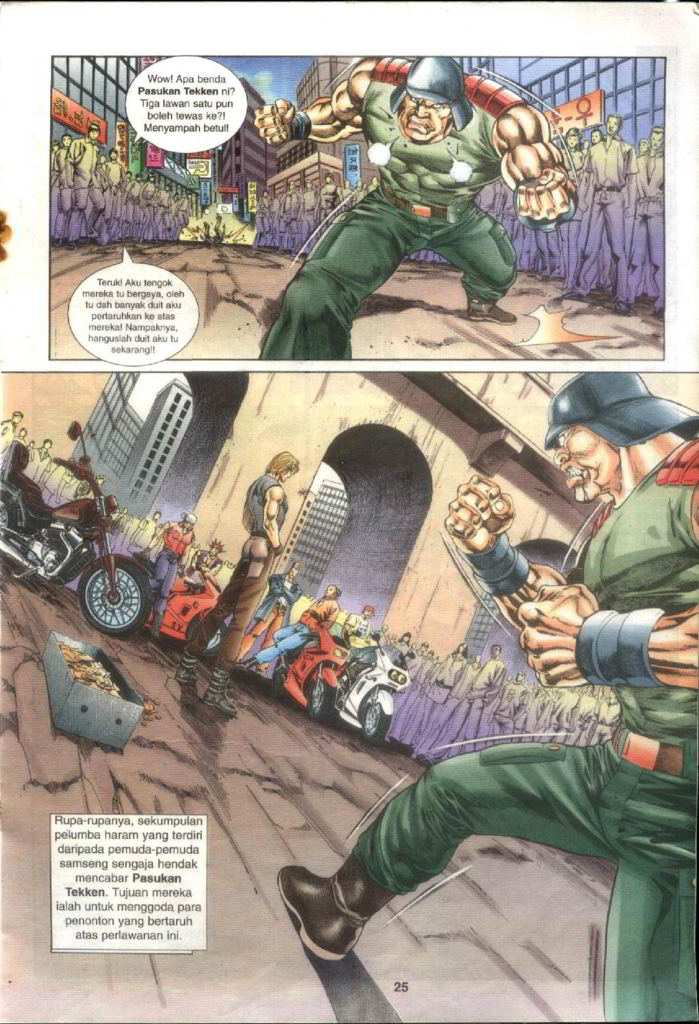 Wow! Apa benda
Pasukan Tekken ni?
Tiga lawan satu pun
boleh tewas ke?!
Menyampah betul!
Teruk! Aku tengok
mereka tu bergaya, oleh
tu dah banyak duit aku
pertaruhkan ke atas
mereka! Nampaknya,
hanguslah duit aku tu
sekarang!!
Rupa-rupanya, sekumpulan
pelumba haram yang terdiri
daripada pemuda-pemuda
samseng sengaja hendak
mencabar Pasukan
Tekken. Tujuan mereka
ialah untuk menggoda para
penonton yang bertaruh
atas perlawanan ini.
25